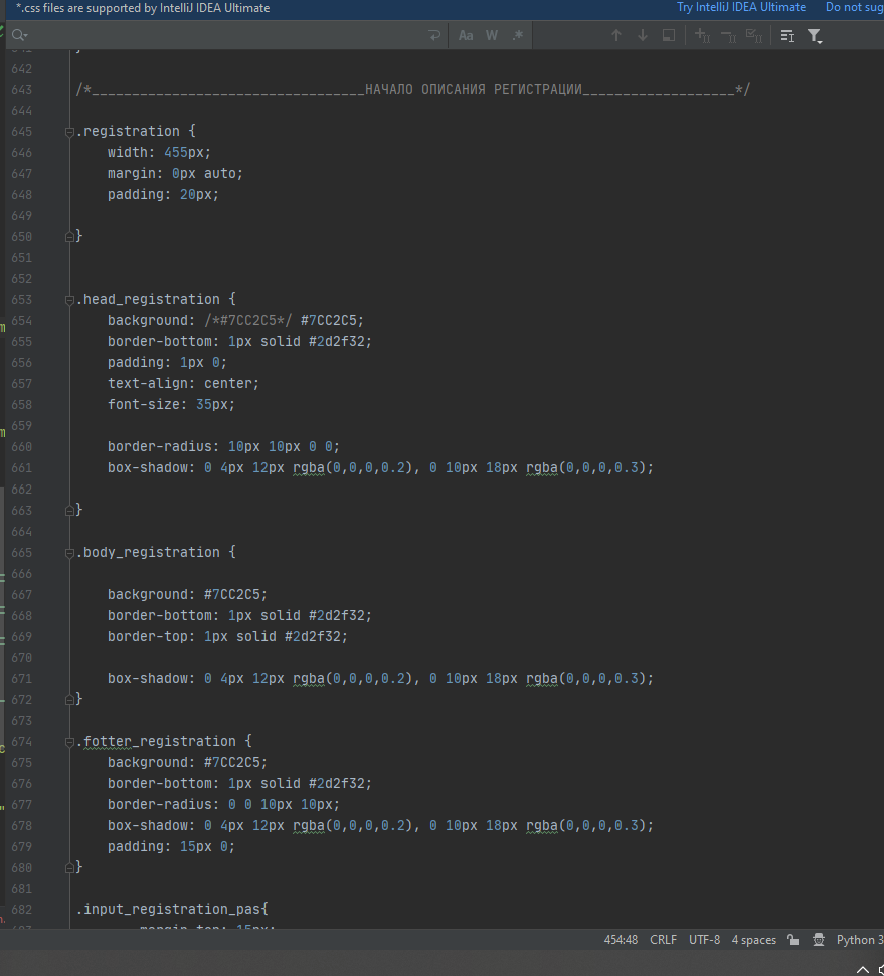 *.css files are supported by IntelliJ IDEA Ultimate Try IntelliJ IDEA Ultimate Do not sug
Aa W .*
641 }
642
643 /*__________________________________НАЧАЛО ОПИСАНИЯ РЕГИСТРАЦИИ___________________*/
644
645 .registration {
646 width: 455px;
647 margin: 0px auto;
648 padding: 20px;
649
650 }
651
652
653 .head_registration {
654 background: /*#7CC2C5*/ #7CC2C5;
655 border-bottom: 1px solid #2d2f32;
656 padding: 1px 0;
657 text-align: center;
658 font-size: 35px;
659
660 border-radius: 10px 10px 0 0;
661 box-shadow: 0 4px 12px rgba(0,0,0,0.2), 0 10px 18px rgba(0,0,0,0.3);
662
663 }
664
665 .body_registration {
666
667 background: #7CC2C5;
668 border-bottom: 1px solid #2d2f32;
669 border-top: 1px solid #2d2f32;
670
671 box-shadow: 0 4px 12px rgba(0,0,0,0.2), 0 10px 18px rgba(0,0,0,0.3);
672 }
673
674 .fotter_registration {
675 background: #7CC2C5;
676 border-bottom: 1px solid #2d2f32;
677 border-radius: 0 0 10px 10px;
678 box-shadow: 0 4px 12px rgba(0,0,0,0.2), 0 10px 18px rgba(0,0,0,0.3);
679 padding: 15px 0;
680 }
681
682 .input_registration_pas{
683 margin-top: 15px;
454:48 CRLF UTF-8 4 spaces Python 3